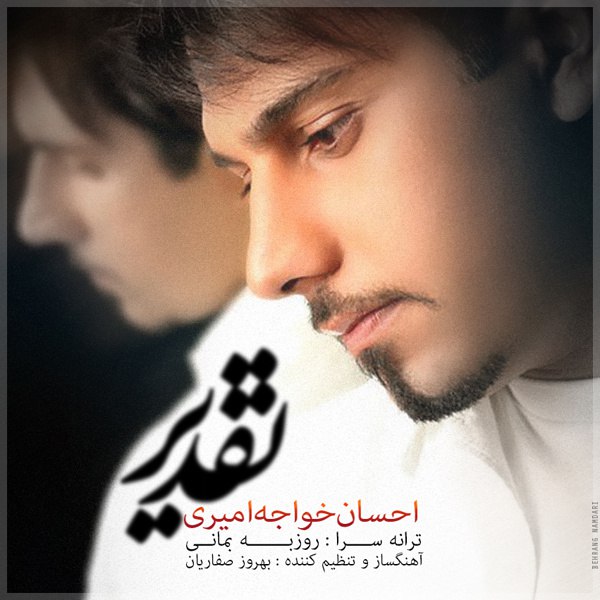 تقدیر
احسان خواجه امیری
ترانه سرا : روزبه بمانی
آهنگساز و تنظیم کننده : بهروز صفاریان
BEHRANG NAMDARI